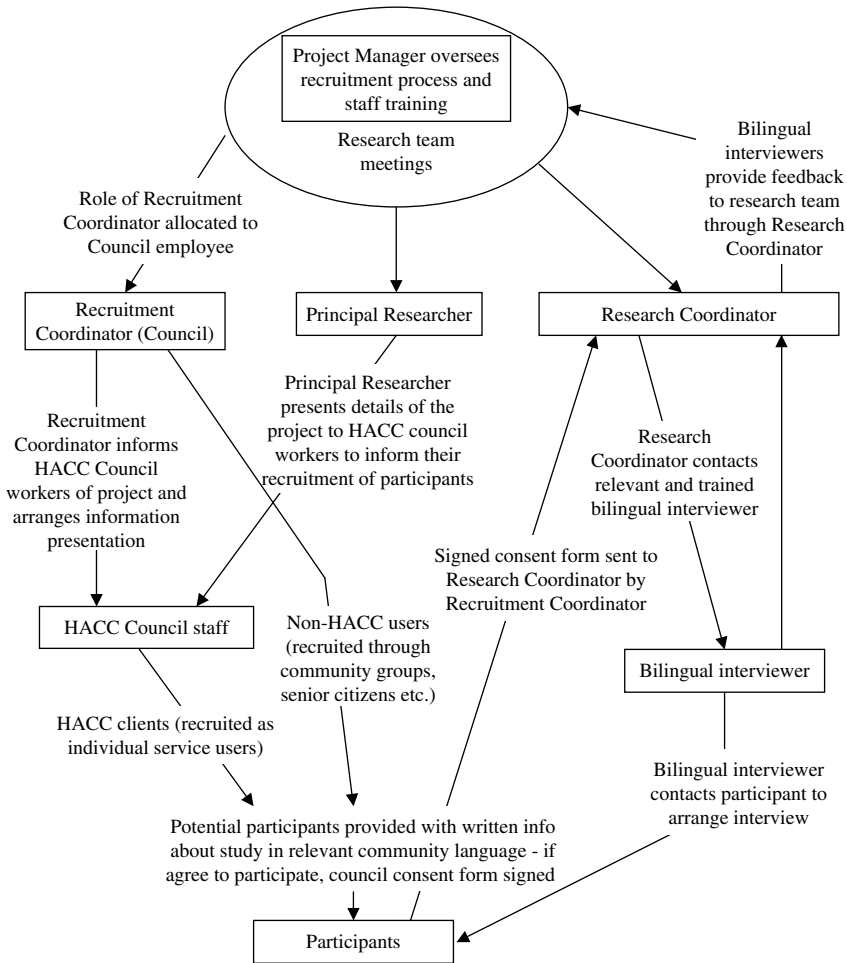 Project Manager oversees
recruitment process and
staff training
Research team
meetings
Bilingual
interviewers
provide feedback
to research team
through Research
Coordinator
Role of Recruitment
Coordinator allocated to
Council employee
Recruitment
Coordinator (Council)
Principal Researcher
Research Coordinator
Principal Researcher
presents details of the
project to HACC council
workers to inform their
recruitment of participants
Recruitment
Coordinator informs
HACC Council
workers of project and
arranges information
presentation
Research
Coordinator contacts
relevant and trained
bilingual interviewer
Signed consent form sent to
Research Coordinator by
Recruitment Coordinator
HACC Council staff
Non-HACC users
(recruited through
community groups,
senior citizens etc.)
Bilingual interviewer
HACC clients (recruited as
individual service users)
Bilingual interviewer
contacts participant to
arrange interview
Potential participants provided with written info
about study in relevant community language - if
agree to participate, council consent form signed
Participants